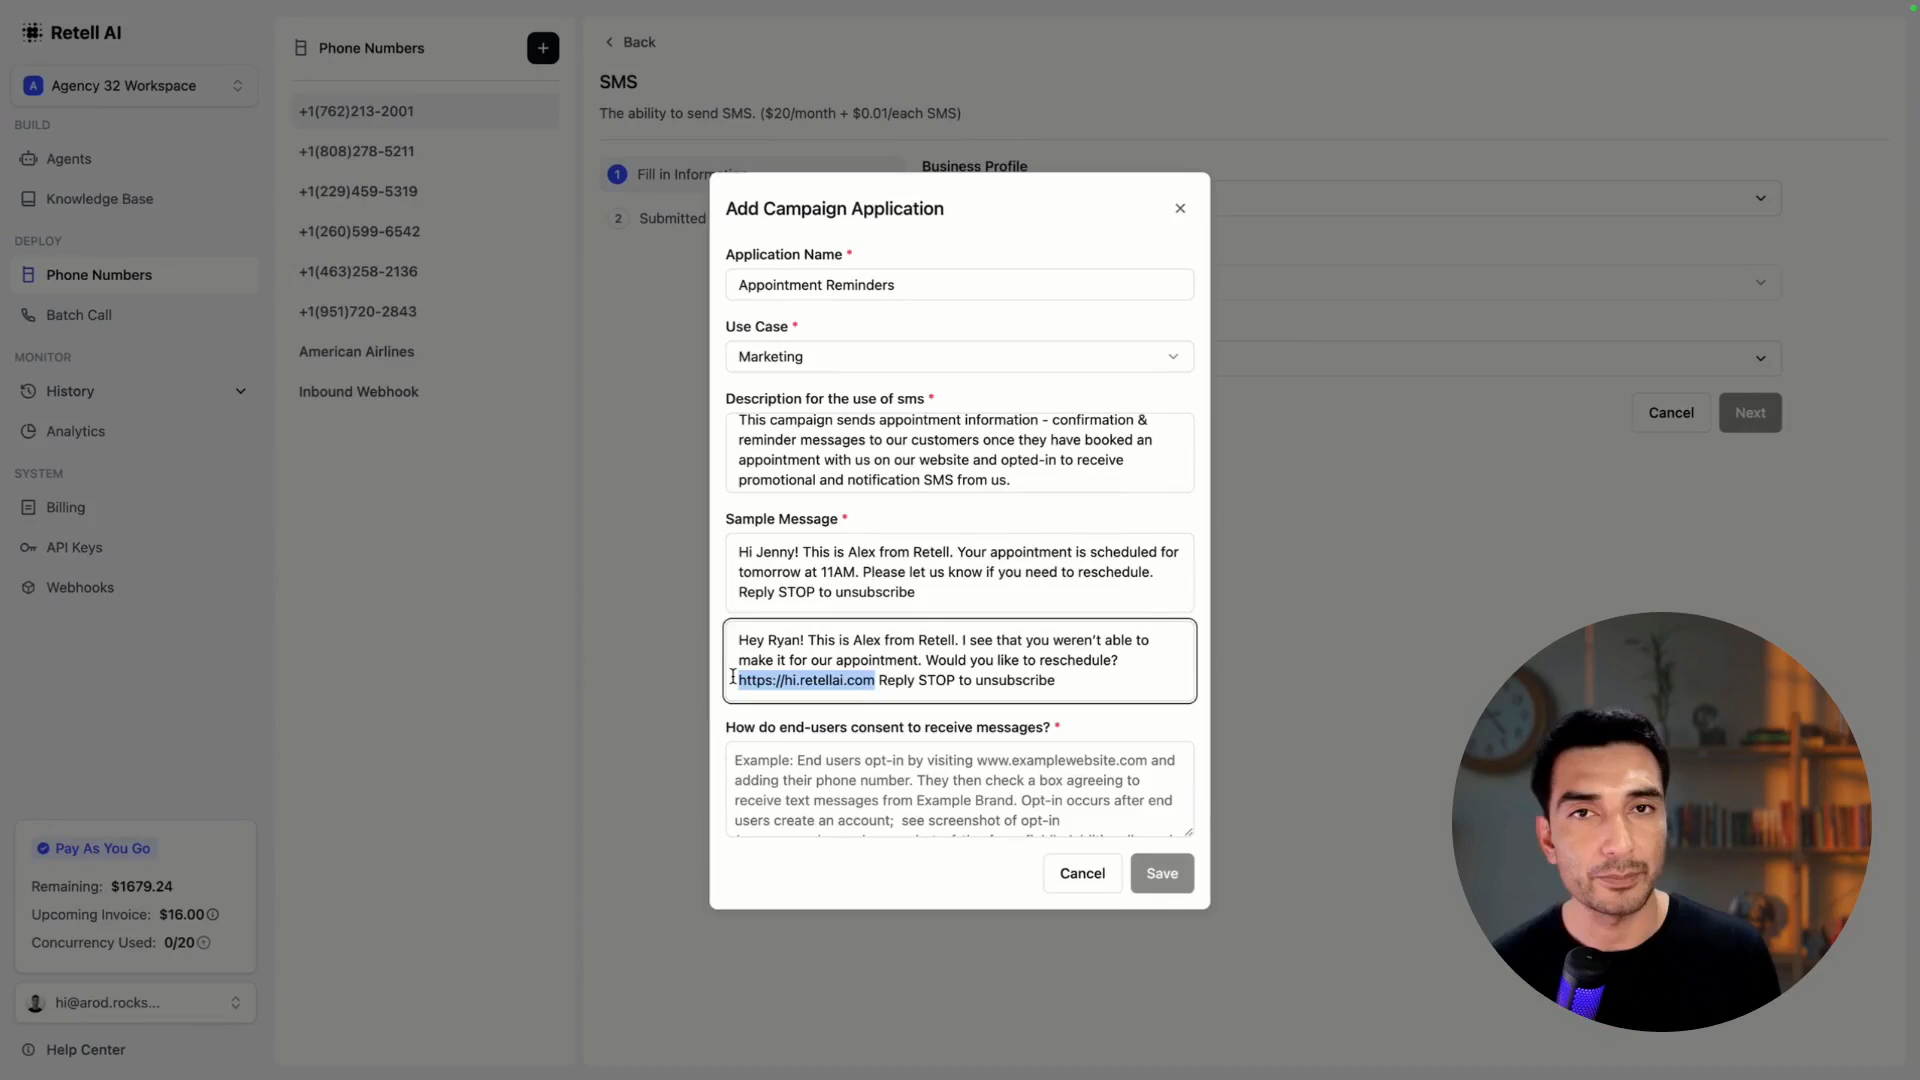 Retell AI
A Agency 32 Workspace
BUILD
Agents
Knowledge Base
DEPLOY
Phone Numbers
Batch Call
MONITOR
History
Analytics
SYSTEM
Billing
API Keys
Webhooks
Pay As You Go
Remaining: $1679.24
Upcoming Invoice: $16.00
Concurrency Used: 0/20
hi@arod.rocks...
Help Center
Phone Numbers
+
+1(762)213-2001
+1(808)278-5211
+1(229)459-5319
+1(260)599-6542
+1(463)258-2136
+1(951)720-2843
American Airlines
Inbound Webhook
Back
SMS
The ability to send SMS. ($20/month + $0.01/each SMS)
1 Fill in Information
2 Submitted
Business Profile
Cancel
Next
Add Campaign Application
Application Name *
Appointment Reminders
Use Case *
Marketing
Description for the use of sms *
This campaign sends appointment information - confirmation &
reminder messages to our customers once they have booked an
appointment with us on our website and opted-in to receive
promotional and notification SMS from us.
Sample Message *
Hi Jenny! This is Alex from Retell. Your appointment is scheduled for
tomorrow at 11AM. Please let us know if you need to reschedule.
Reply STOP to unsubscribe
Hey Ryan! This is Alex from Retell. I see that you weren't able to
make it for our appointment. Would you like to reschedule?
https://hi.retellai.com Reply STOP to unsubscribe
How do end-users consent to receive messages? *
Example: End users opt-in by visiting www.examplewebsite.com and
adding their phone number. They then check a box agreeing to
receive text messages from Example Brand. Opt-in occurs after end
users create an account; see screenshot of opt-in
Cancel
Save